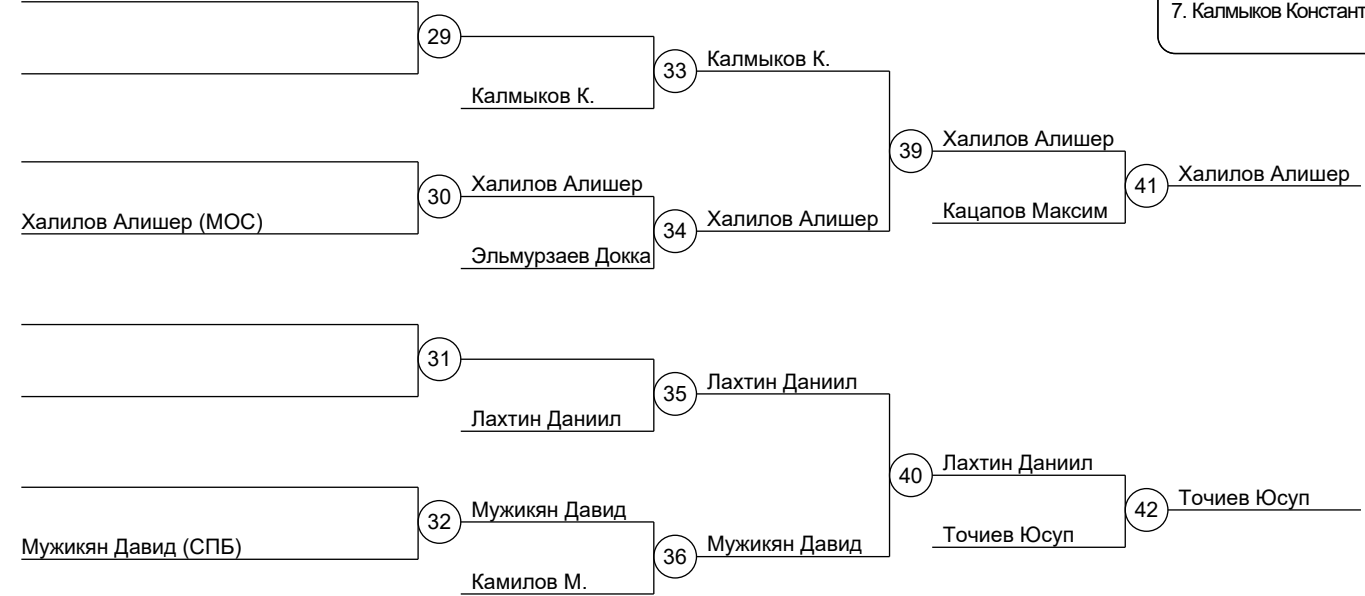 7. Калмыков Констант
29
33
Калмыков К.
Калмыков К.
39
Халилов Алишер
30
Халилов Алишер
41
Халилов Алишер
Халилов Алишер (МОС)
34
Халилов Алишер
Кацапов Максим
Эльмурзаев Докка
31
35
Лахтин Даниил
Лахтин Даниил
40
Лахтин Даниил
32
Мужикян Давид
42
Точиев Юсуп
Мужикян Давид (СПБ)
36
Мужикян Давид
Точиев Юсуп
Камилов М.